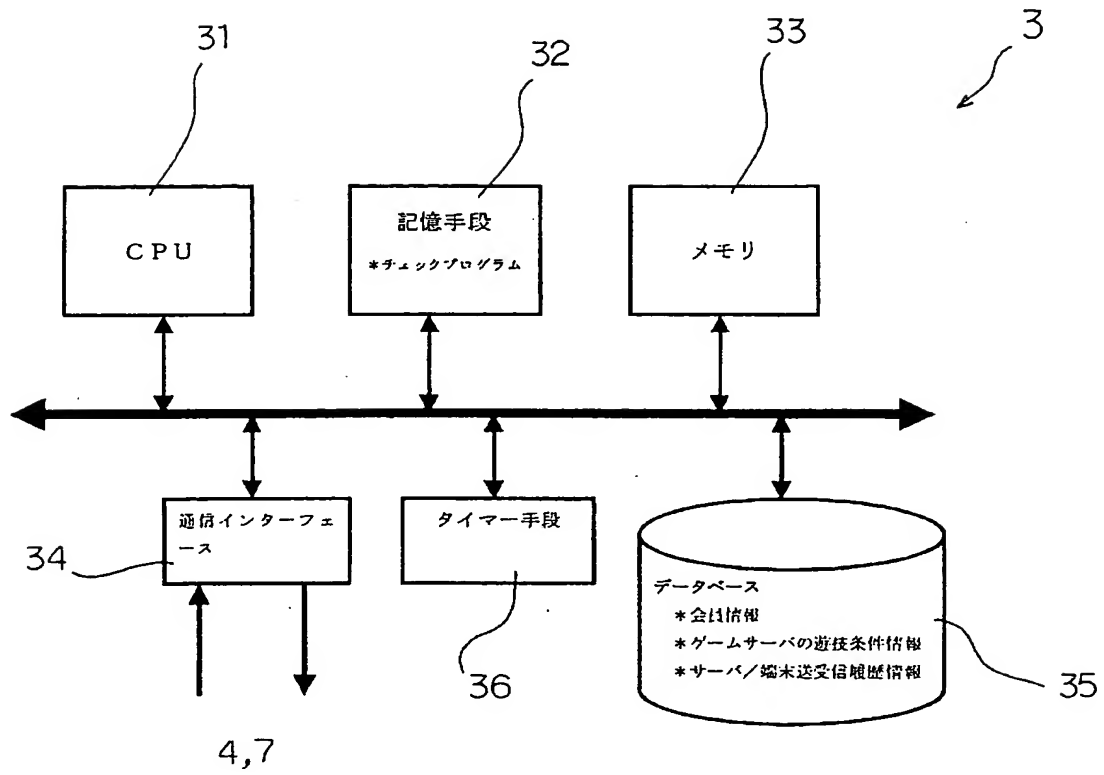 31
32
33
3
CPU
記憶手段
*チェックプログラム
メモリ
通信インターフェ
ース
34
タイマー手段
36
データベース
*会員情報
*ゲームサーバの遊技条件情報
*サーバ/端末送受信履歴情報
35
4,7